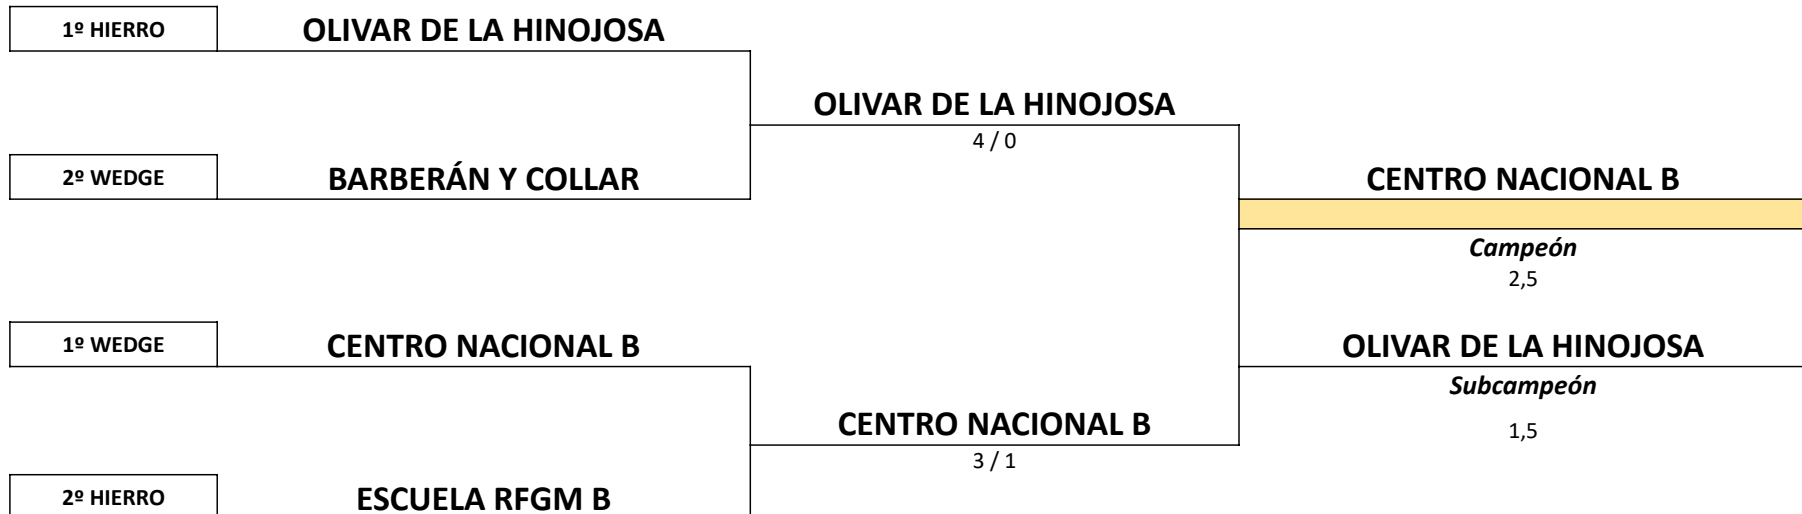 1º HIERRO OLIVAR DE LA HINOJOSA
OLIVAR DE LA HINOJOSA
4 / 0
2º WEDGE BARBERÁN Y COLLAR CENTRO NACIONAL B
Campeón
2,5
1º WEDGE CENTRO NACIONAL B OLIVAR DE LA HINOJOSA
Subcampeón
CENTRO NACIONAL B 1,5
3 / 1
2º HIERRO ESCUELA RFGM B